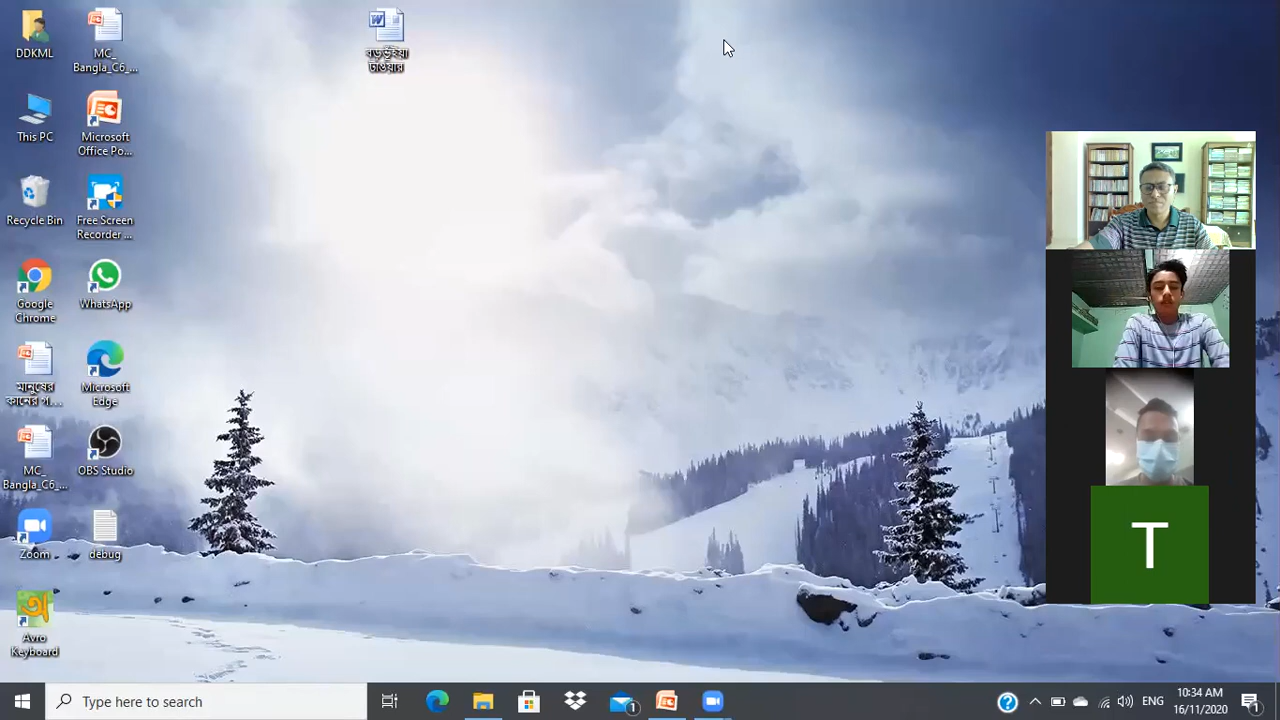 DDKML
MC_
Bangla_C6_...
This PC
Microsoft
Office Po...
Recycle Bin
Free Screen
Recorder ...
Google
Chrome
WhatsApp
মানুষের
কানের গ...
Microsoft
Edge
MC_
Bangla_C6_...
OBS Studio
Zoom
debug
অ
Avro
Keyboard
W
টাওয়ার
T
Type here to search
1
ENG
10:34 AM
16/11/2020
1